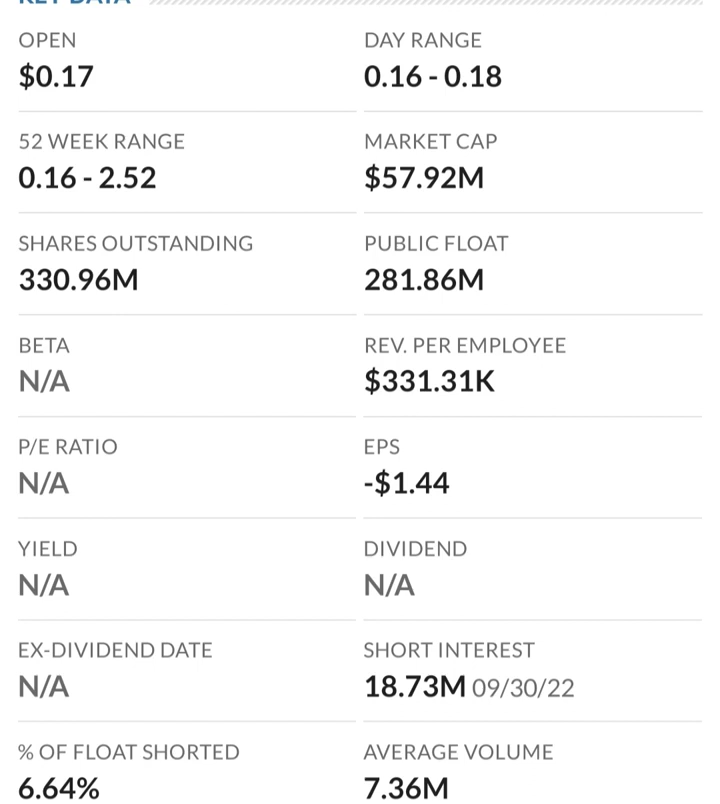 KEY DATA
OPEN
$0.17
DAY RANGE
0.16 - 0.18
52 WEEK RANGE
0.16 - 2.52
MARKET CAP
$57.92M
SHARES OUTSTANDING
330.96M
PUBLIC FLOAT
281.86M
BETA
N/A
REV. PER EMPLOYEE
$331.31K
P/E RATIO
N/A
EPS
-$1.44
YIELD
N/A
DIVIDEND
N/A
EX-DIVIDEND DATE
N/A
SHORT INTEREST
18.73M 09/30/22
% OF FLOAT SHORTED
6.64%
AVERAGE VOLUME
7.36M